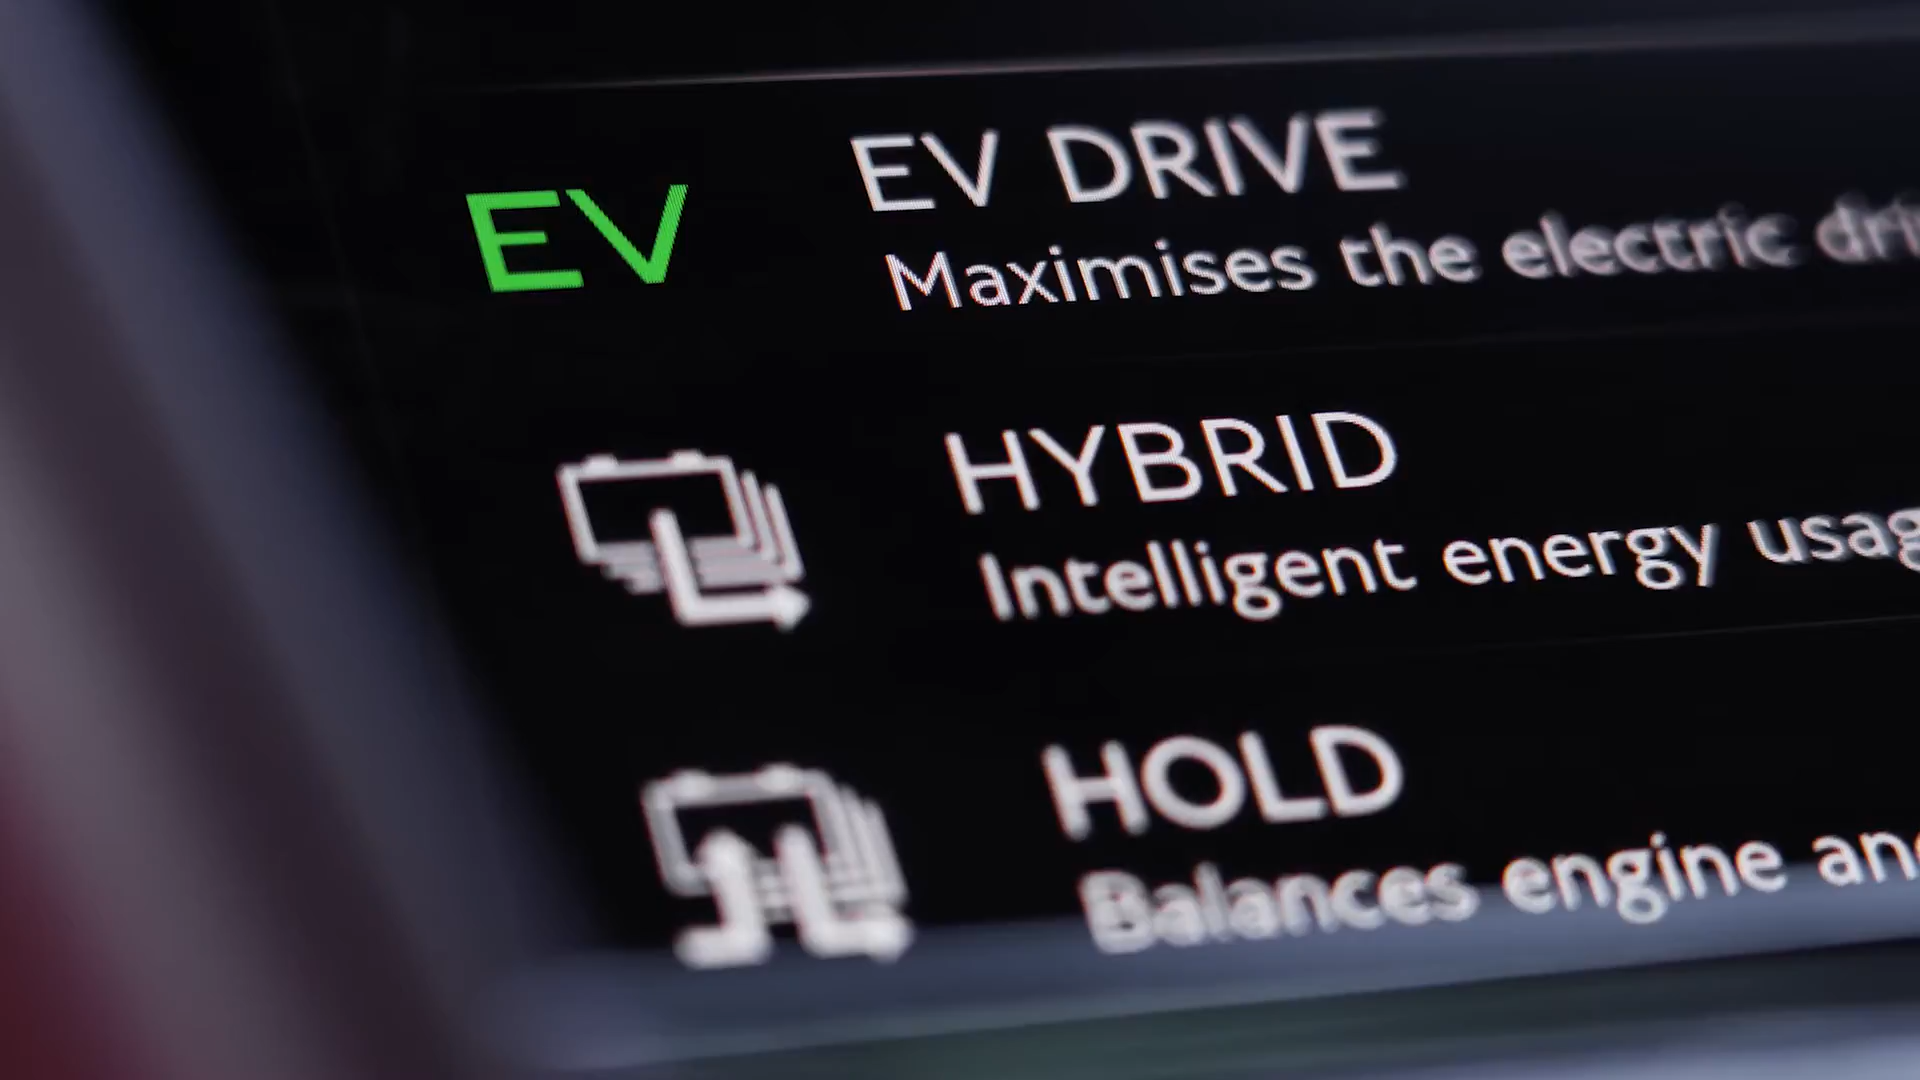 EV
EV DRIVE
Maximises the electric
HYBRID
Intelligent energy
HOLD
Balances engine